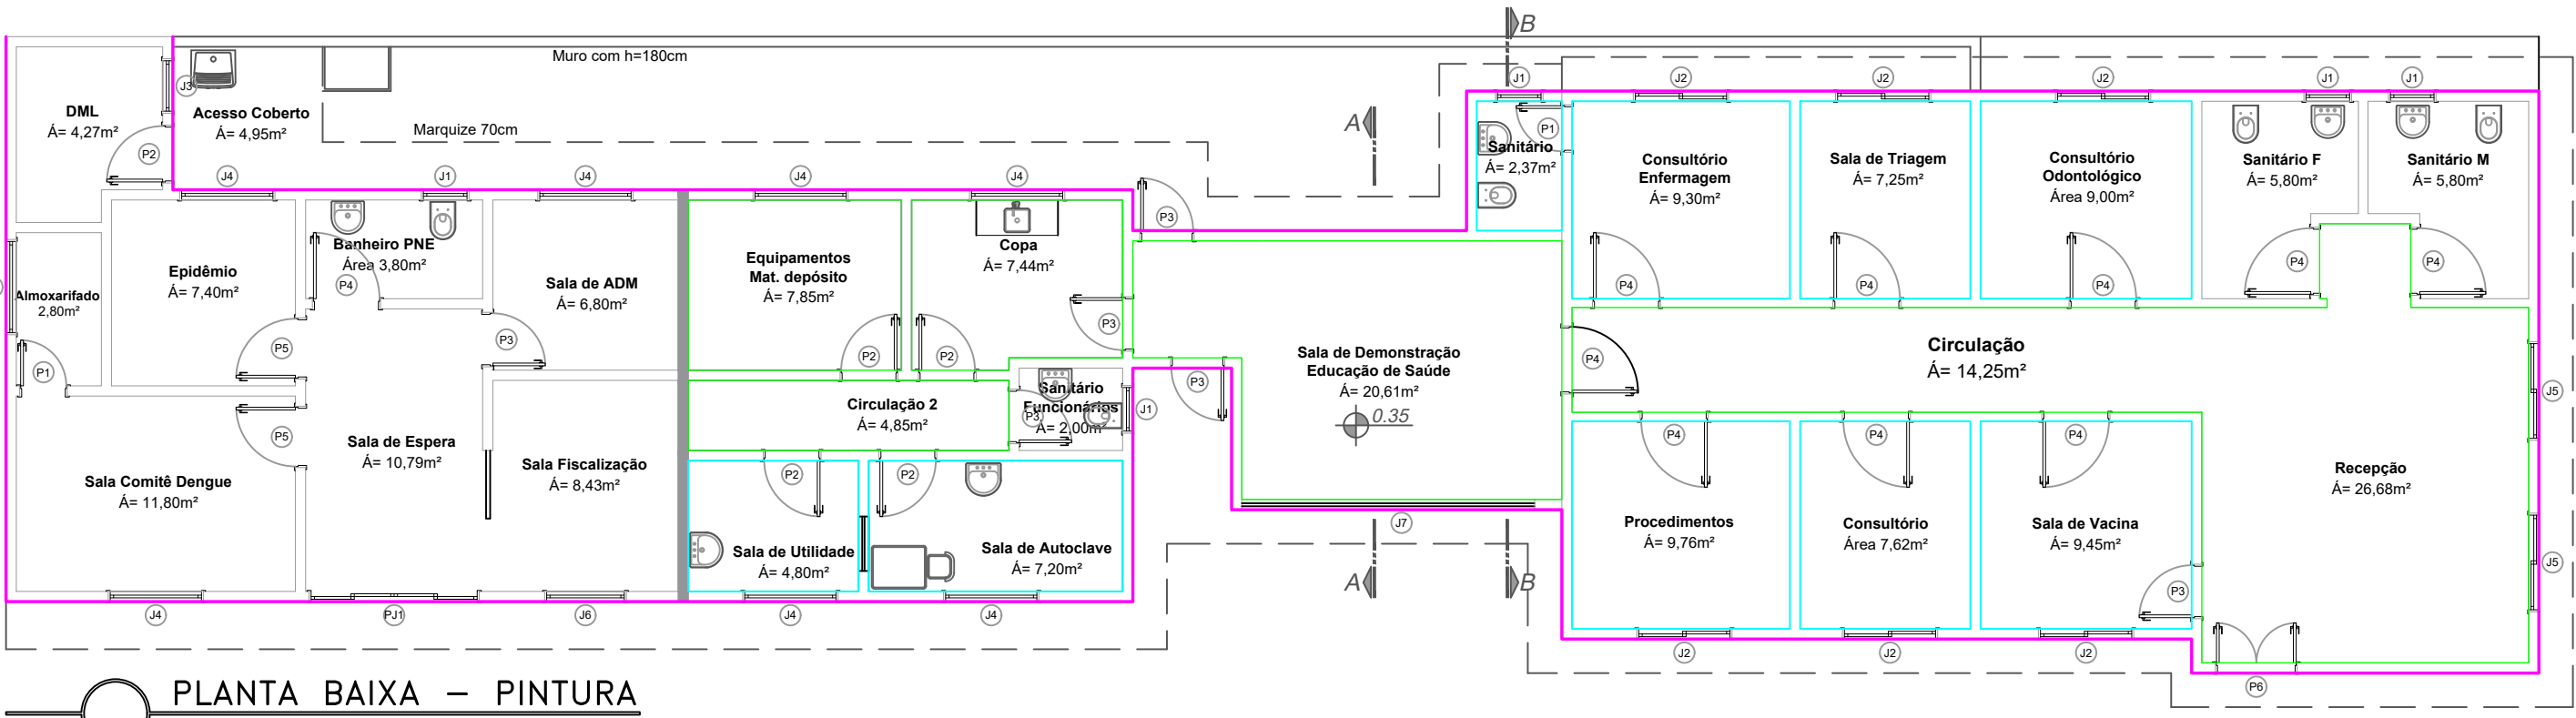 B
Muro com h=180cm
J1
J2
J2
J2
J1
J1
J3
DML
Á= 4,27m²
Acesso Coberto
Á= 4,95m²
Marquize 70cm
A
P1
P2
Sanitário
Á= 2,37m²
Consultório
Enfermagem
Á= 9,30m²
Sala de Triagem
Á= 7,25m²
Consultório
Odontológico
Área 9,00m²
Sanitário F
Á= 5,80m²
Sanitário M
Á= 5,80m²
J4
J1
J4
J4
J4
P3
Banheiro PNE
Área 3,80m²
P4
Epidêmio
Á= 7,40m²
Sala de ADM
Á= 6,80m²
Equipamentos
Mat. depósito
Á= 7,85m²
Copa
Á= 7,44m²
P4
P4
P4
P4
P4
Almoxarifado
2,80m²
P1
P5
P3
P2
P2
P3
Sala de Demonstração
Educação de Saúde
Á= 20,61m²
0.35
P4
Circulação
Á= 14,25m²
P3
J5
Circulação 2
Á= 4,85m²
Sanitário
Funcionários
Á= 2,00m²
P3
J1
P5
Sala de Espera
Á= 10,79m²
Sala Fiscalização
Á= 8,43m²
Sala Comitê Dengue
Á= 11,80m²
P2
P2
P4
P4
P4
Recepção
Á= 26,68m²
Sala de Utilidade
Á= 4,80m²
Sala de Autoclave
Á= 7,20m²
J7
Procedimentos
Á= 9,76m²
Consultório
Área 7,62m²
Sala de Vacina
Á= 9,45m²
J5
A
B
P3
J4
PJ1
J6
J4
J4
J2
J2
J2
P6
PLANTA BAIXA – PINTURA